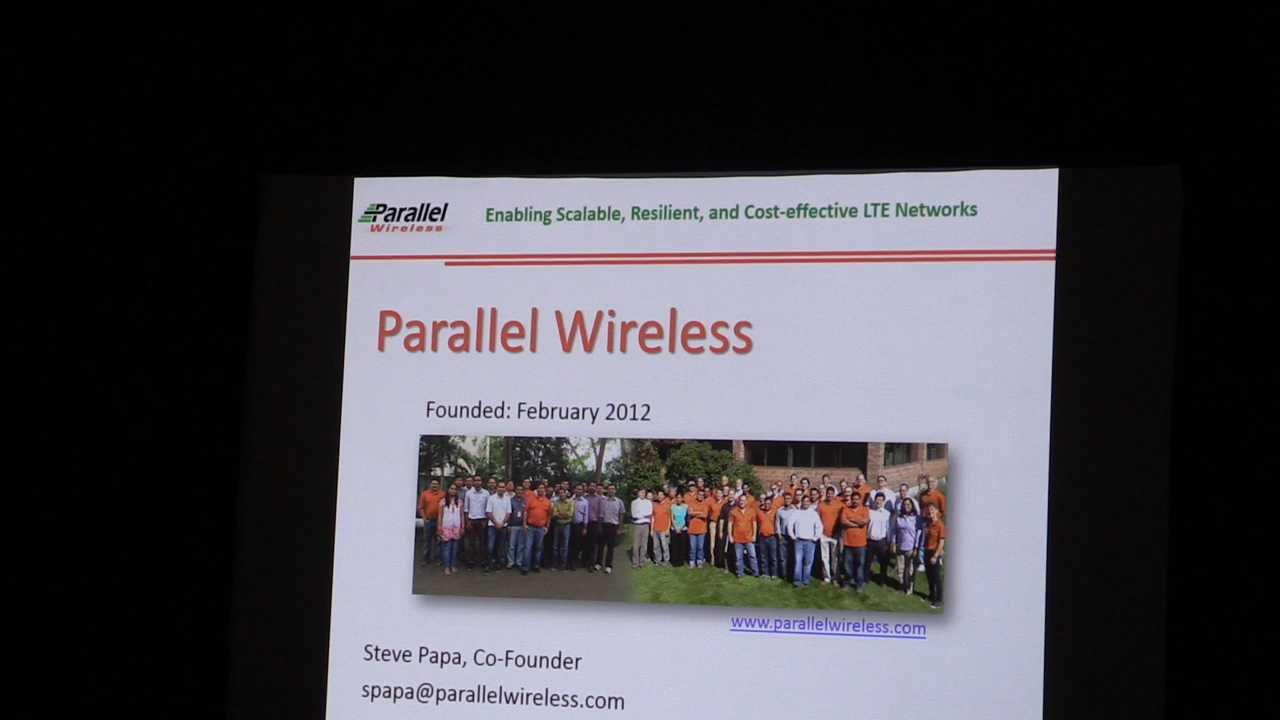 Parallel
Wireless
Enabling Scalable, Resilient, and Cost-effective LTE Networks
Parallel Wireless
Founded: February 2012
www.parallelwireless.com
Steve Papa, Co-Founder
spapa@parallelwireless.com